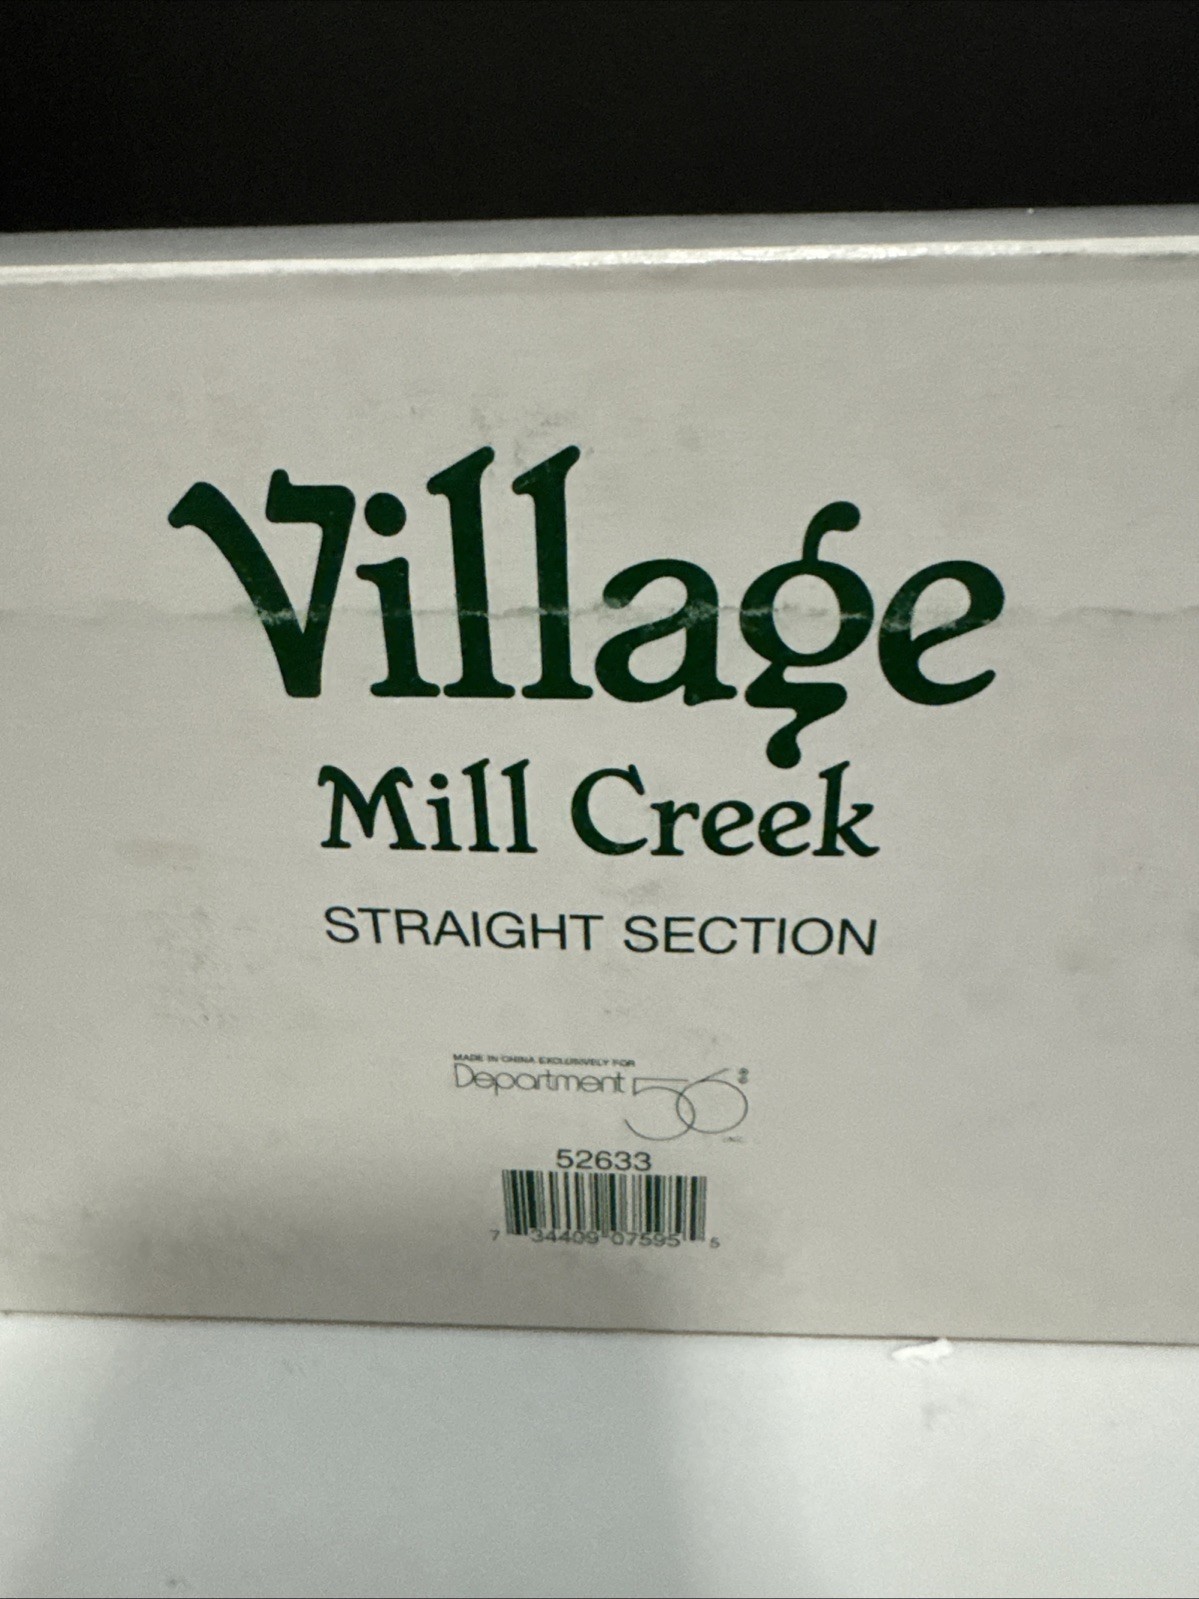 Village
Mill Creek
STRAIGHT SECTION
MADE IN CHINA EXCLUSIVELY FOR
Department 56®
52633
7 34409 07595 5